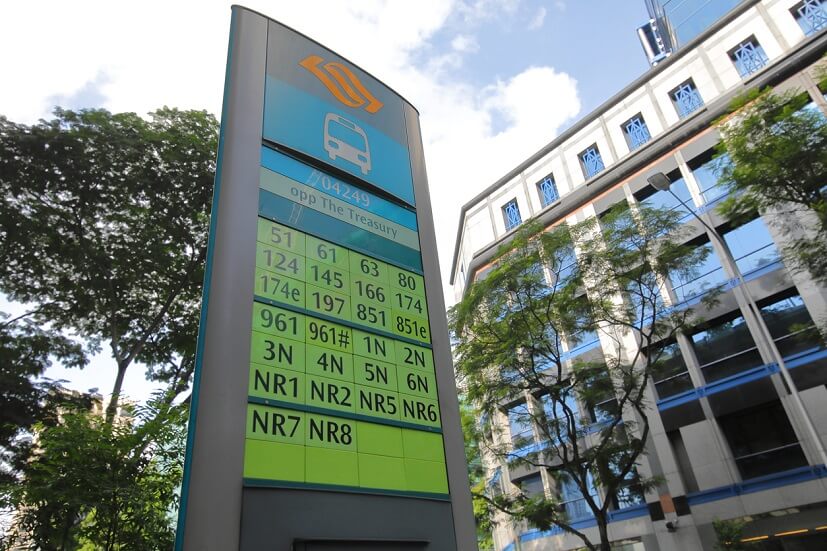 04249
opp The Treasury
51 61 63 80
124 145 166 174
174e 197 851 851e
961 961# 1N 2N
3N 4N 5N 6N
NR1 NR2 NR5 NR6
NR7 NR8